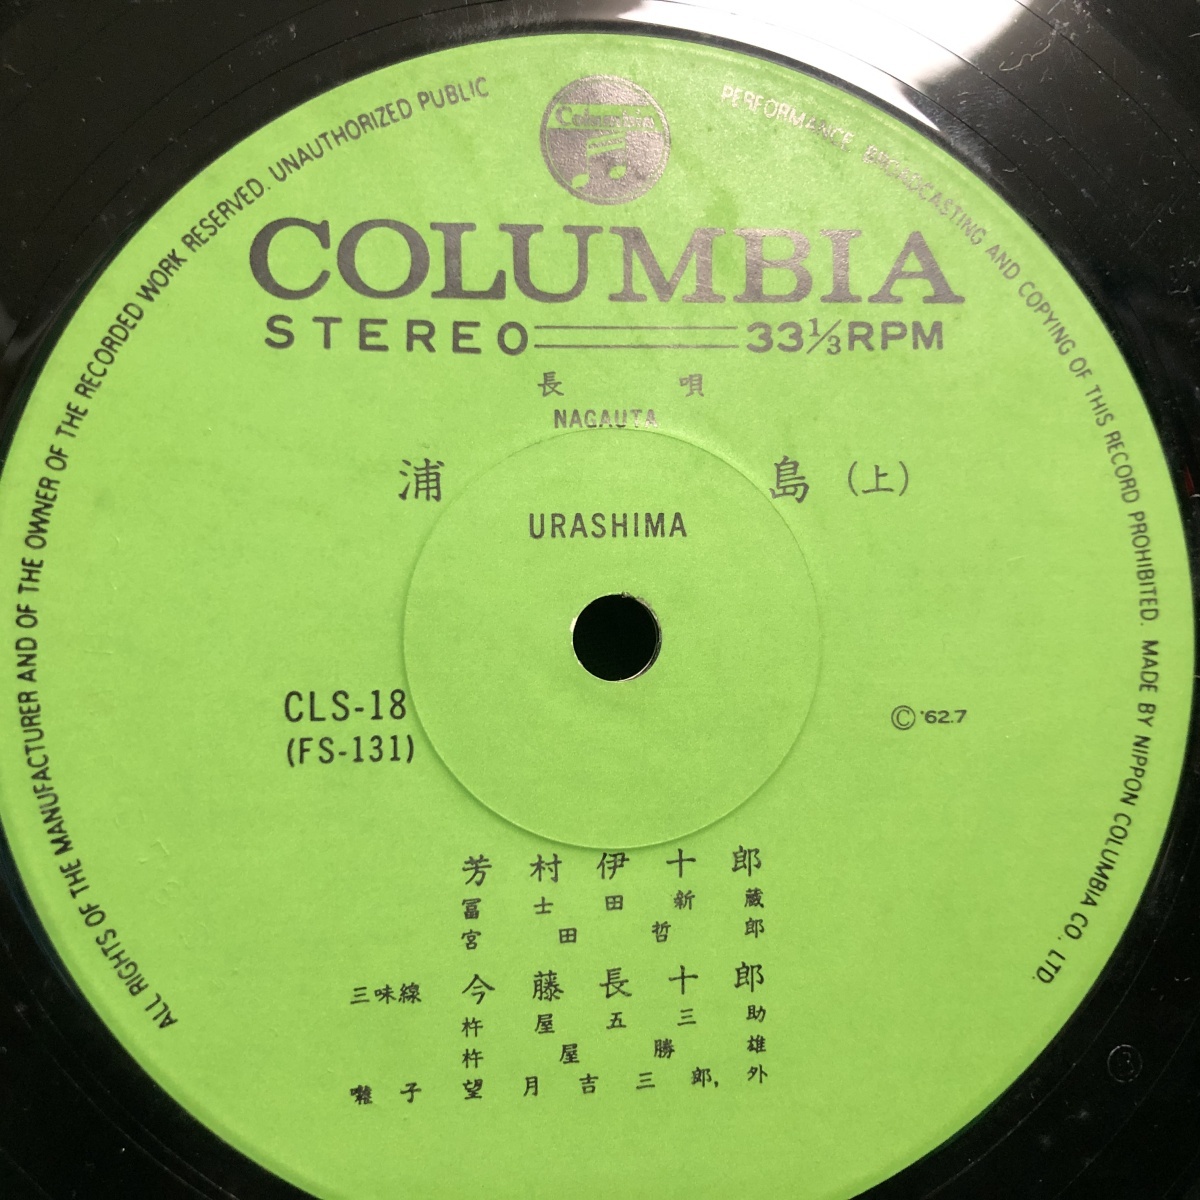 ALL RIGHTS OF THE MANUFACTURER AND OF THE OWNER OF THE RECORDED WORK RESERVED. UNAUTHORIZED PUBLIC PERFORMANCE BROADCASTING AND COPYING OF THIS RECORD PROHIBITED. MADE BY NIPPON COLUMBIA CO. LTD.
Columbia
COLUMBIA
STEREO 33⅓RPM
長唄
NAGAUTA
浦島(上)
URASHIMA
CLS-18
(FS-131)
© '62.7
芳村伊十郎
冨士田新蔵
宮田哲郎
三味線 今藤長十郎
杵屋五三助
杵屋勝雄
囃子 望月吉三郎,外
③